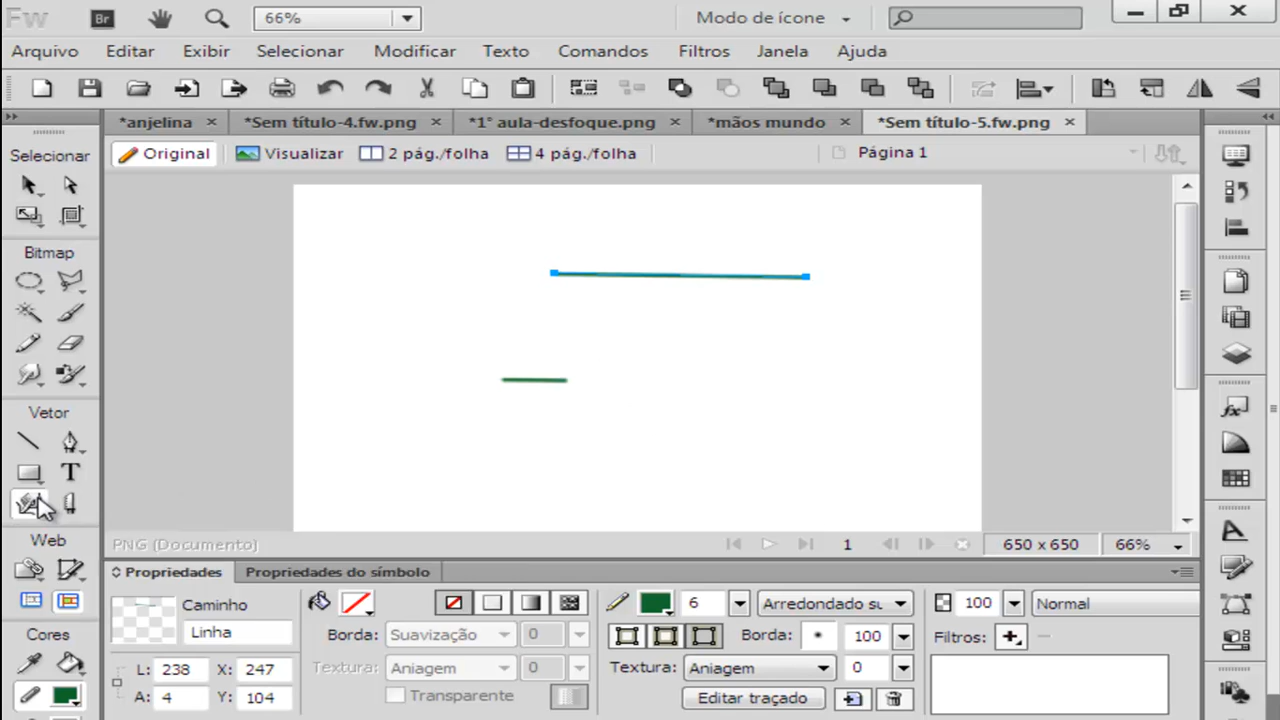 Fw Br 66% Modo de ícone
Arquivo Editar Exibir Selecionar Modificar Texto Comandos Filtros Janela Ajuda
*anjelina × *Sem título-4.fw.png × *1° aula-desfoque.png × *mãos mundo × *Sem título-5.fw.png ×
Selecionar
Original Visualizar 2 pág./folha 4 pág./folha Página 1
Bitmap
Vetor
T
Web
PNG (Documento) 1 650 x 650 66%
Propriedades Propriedades do símbolo
Caminho 6 Arredondado su 100 Normal
Linha
Cores
Borda: Suavização 0 Borda: 100 Filtros:
L: 238 X: 247 Textura: Aniagem 0 Textura: Aniagem 0
A: 4 Y: 104 Transparente Editar traçado